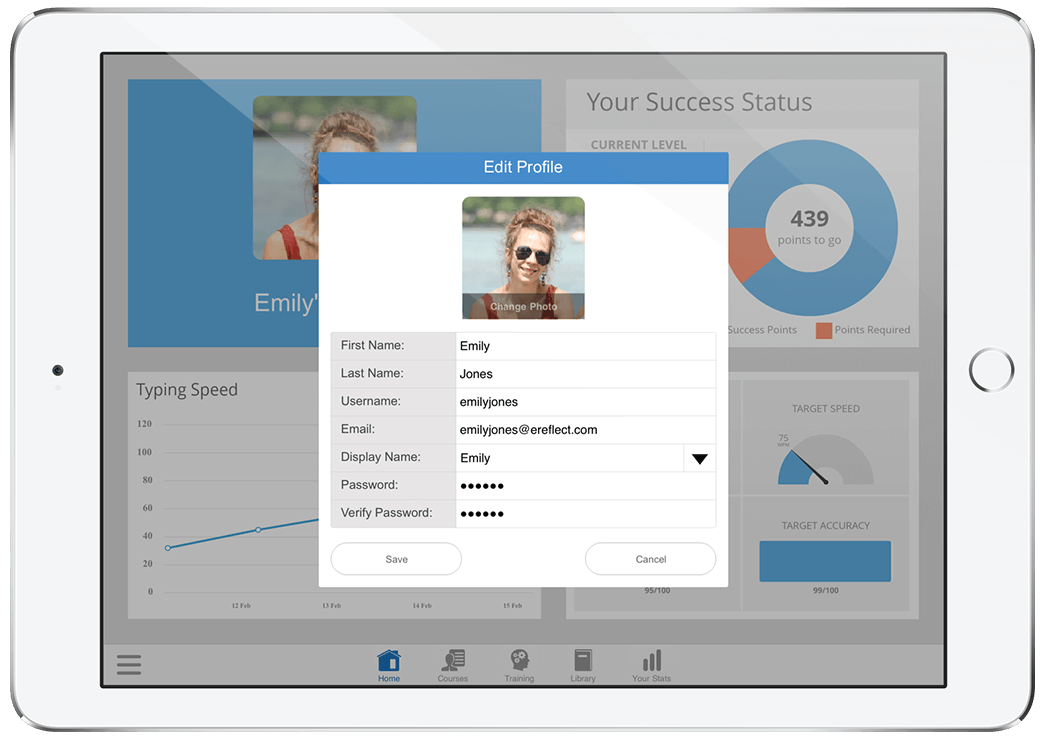 Your Success Status
CURRENT LEVEL
439
points to go
Success Points
Points Required
Emily'
Edit Profile
Change Photo
First Name: Emily
Last Name: Jones
Username: emilyjones
Email: emilyjones@ereflect.com
Display Name: Emily
Password: ●●●●●●
Verify Password: ●●●●●●
Save
Cancel
Typing Speed
120
100
80
60
40
20
0
12 Feb
13 Feb
14 Feb
15 Feb
TARGET SPEED
75
WPM
TARGET ACCURACY
95/100
99/100
Home
Courses
Training
Library
Your Stats